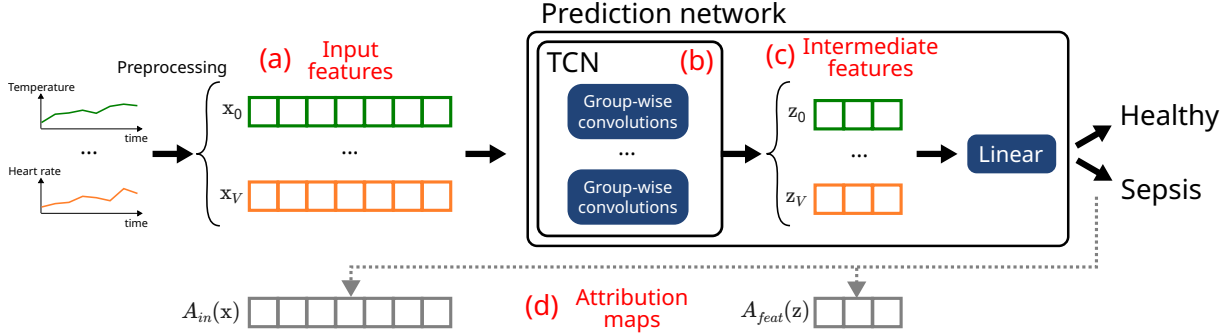 Prediction network
Preprocessing
(a)
Input
features
TCN
(b)
(c)
Intermediate
features
Temperature
time
...
Heart rate
time
x0
...
xV
Group-wise
convolutions
...
Group-wise
convolutions
z0
...
zV
Linear
Healthy
Sepsis
Ain(x)
(d)
Attribution
maps
Afeat(z)